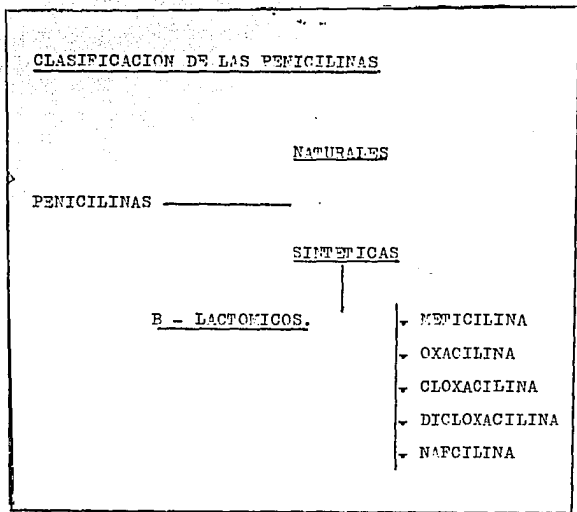 CLASIFICACION DE LAS PENICILINAS
NATURALES
PENICILINAS
SINTETICAS
B - LACTOMICOS.
METICILINA
OXACILINA
CLOXACILINA
DICLOXACILINA
NAFCILINA